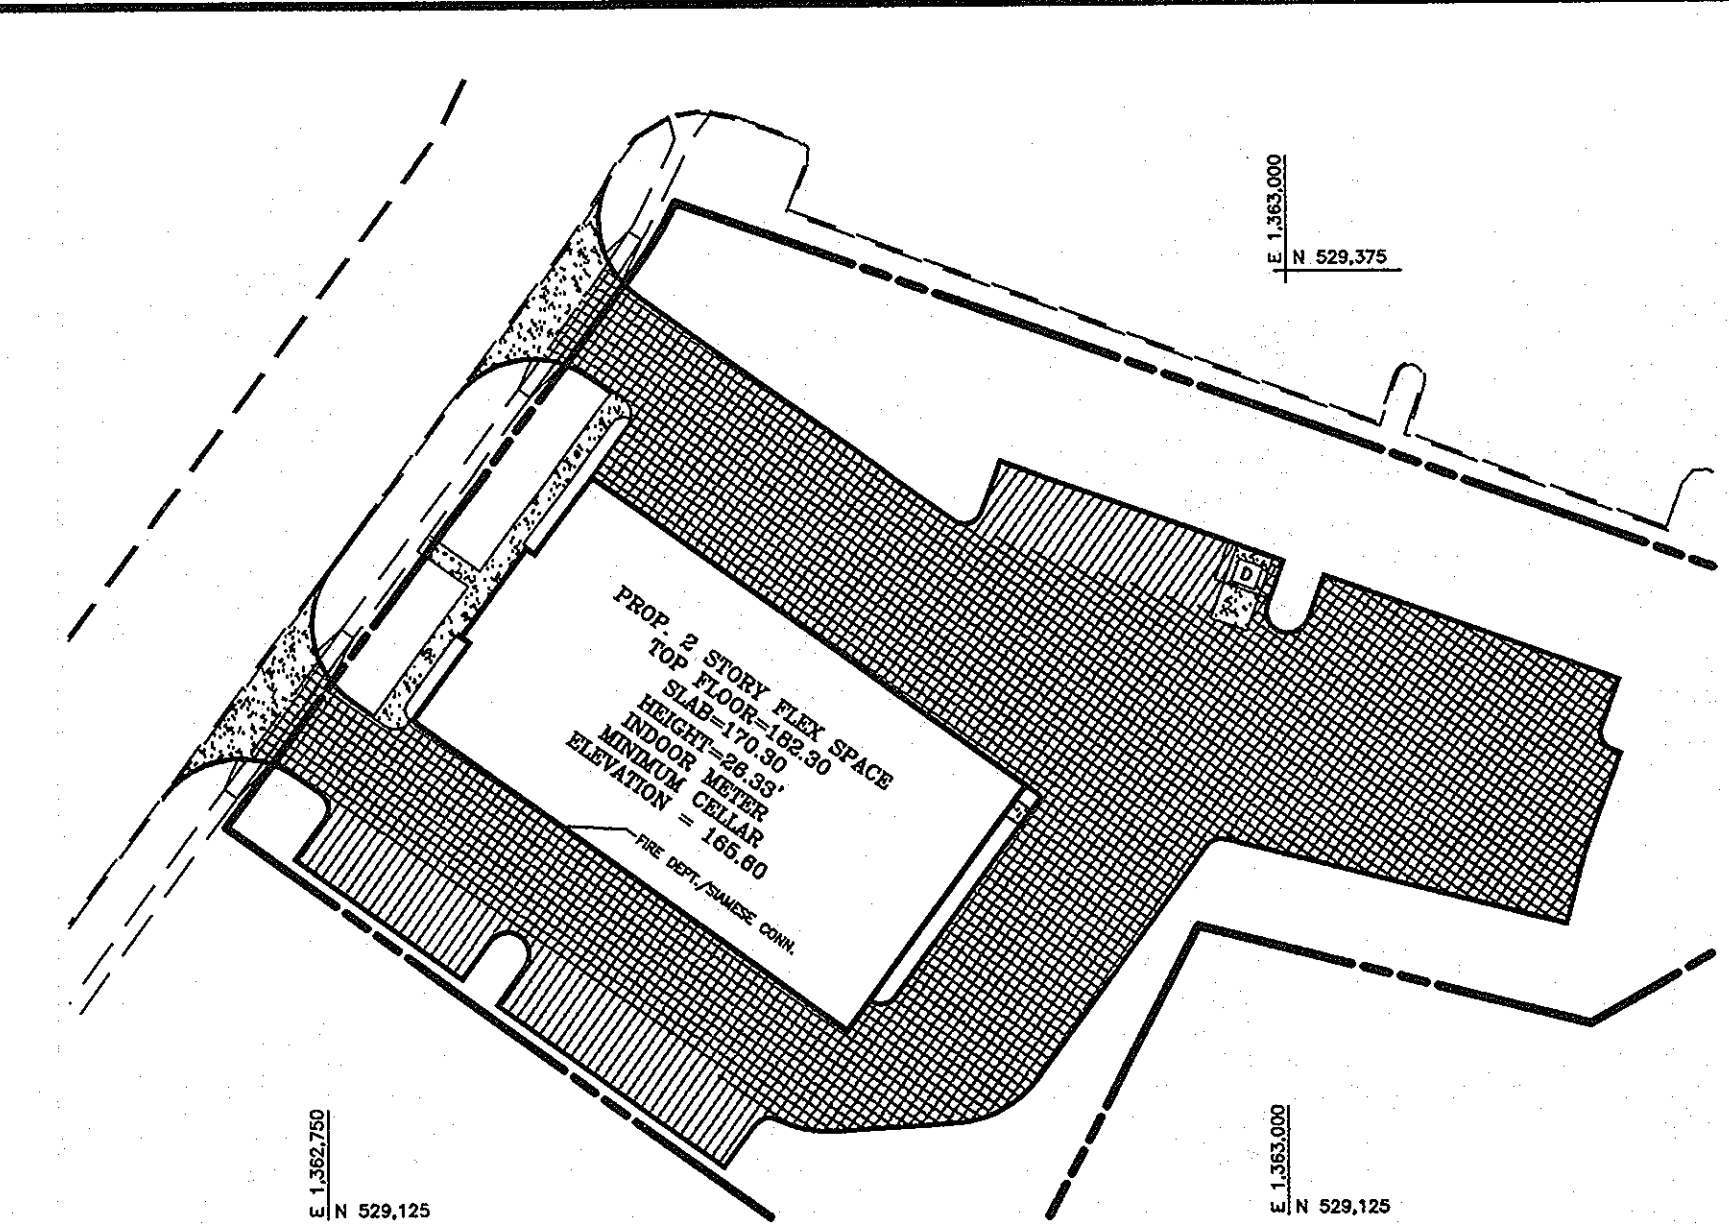 E 1,363,000
N 529,375
D
PROP. 2 STORY FLEX SPACE
TOP FLOOR=182.30
SLAB=170.30
HEIGHT=26.33'
INDOOR METER
MINIMUM CELLAR
ELEVATION = 165.60
FIRE DEPT./SIAMESE CONN.
E 1,362,750
N 529,125
E 1,363,000
N 529,125